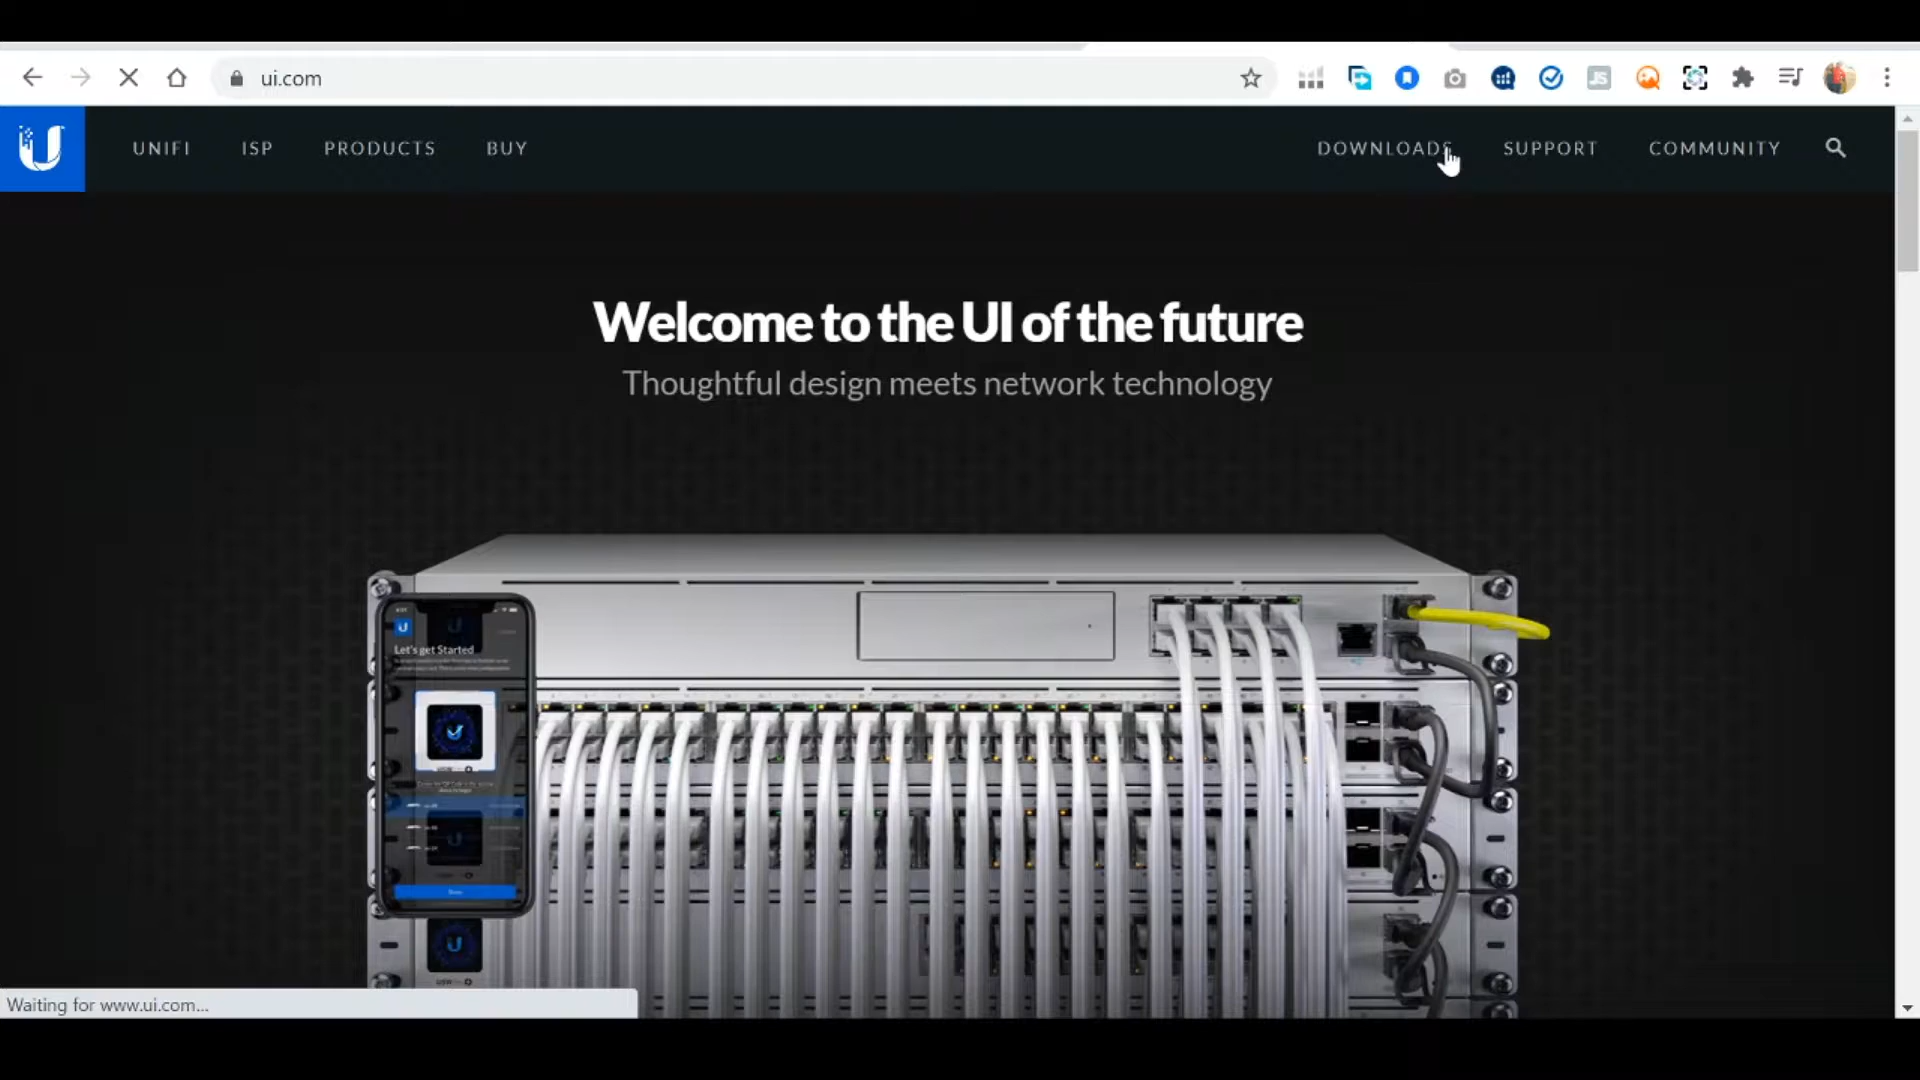 ui.com
JS
UNIFI ISP PRODUCTS BUY DOWNLOADS SUPPORT COMMUNITY
Welcome to the UI of the future
Thoughtful design meets network technology
Let's get Started
Waiting for www.ui.com...